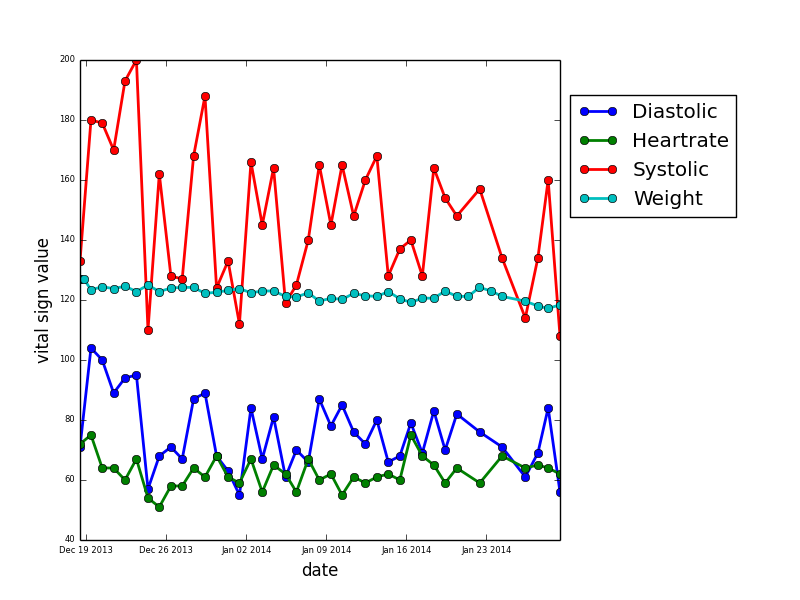 200
180
160
140
120
100
80
60
40
vital sign value
Dec 19 2013 Dec 26 2013 Jan 02 2014 Jan 09 2014 Jan 16 2014 Jan 23 2014
date
Diastolic
Heartrate
Systolic
Weight